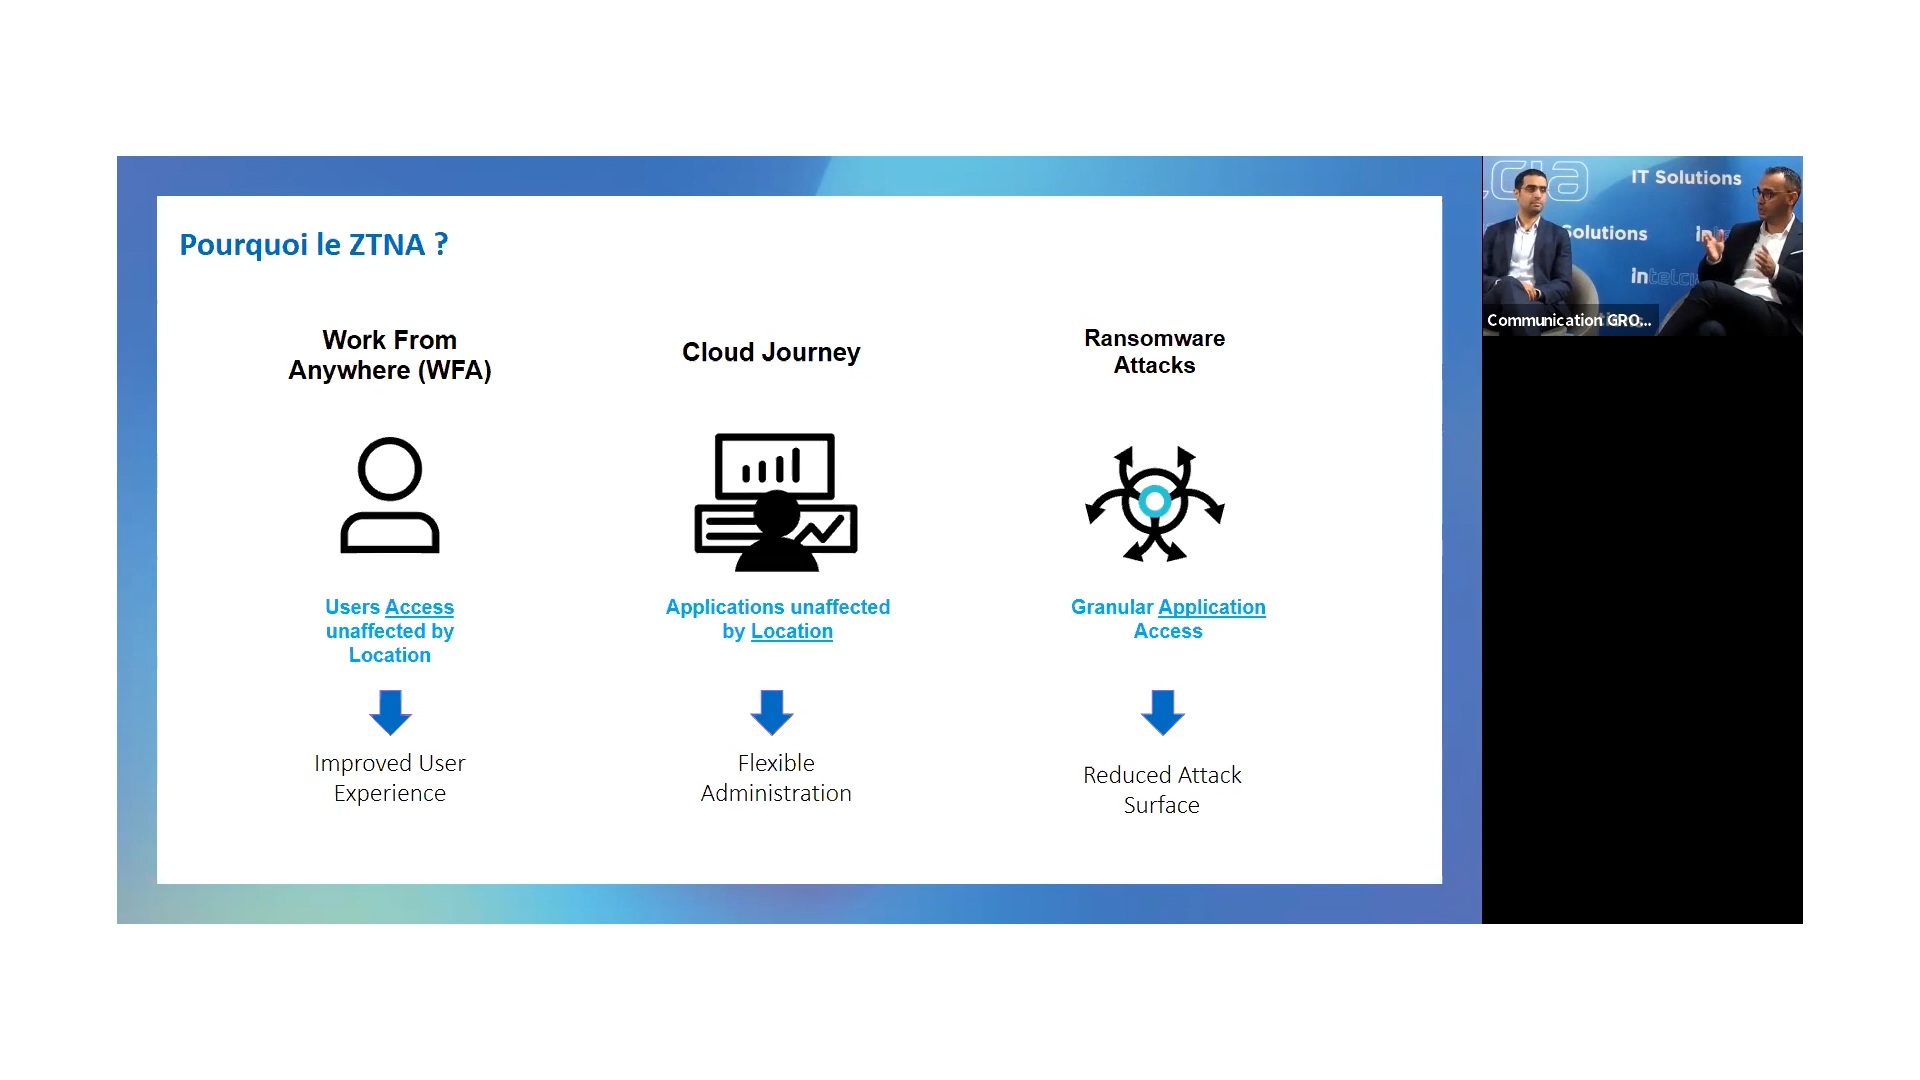 Pourquoi le ZTNA ?
Work From
Anywhere (WFA)
Users Access
unaffected by
Location
Improved User
Experience
Cloud Journey
Applications unaffected
by Location
Flexible
Administration
Ransomware
Attacks
Granular Application
Access
Reduced Attack
Surface
IT Solutions
Solutions
intelcia
Communication GRO...